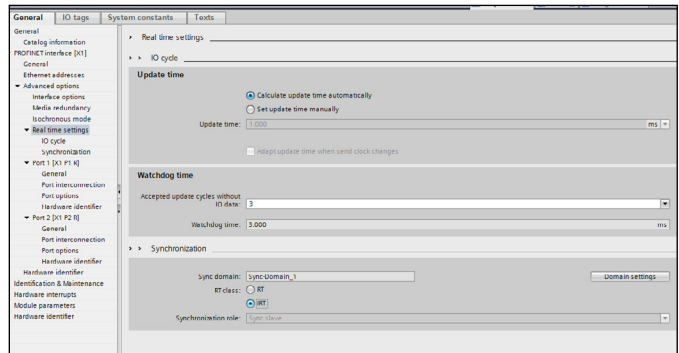 General IO tags System constants Texts
General
Catalog information
PROFINET interface [X1]
General
Ethernet addresses
Advanced options
Interface options
Media redundancy
Isochronous mode
Real time settings
IO cycle
Synchronization
Port 1 [X1 P1 R]
General
Port interconnection
Port options
Hardware identifier
Port 2 [X1 P2 R]
General
Port interconnection
Port options
Hardware identifier
Hardware identifier
Identification & Maintenance
Hardware interrupts
Module parameters
Hardware identifier
Real time settings
IO cycle
Update time
Calculate update time automatically
Set update time manually
Update time: 1.000 ms
Adapt update time when send clock changes
Watchdog time
Accepted update cycles without
IO data: 3
Watchdog time: 3.000 ms
Synchronization
Sync domain: Sync-Domain_1 Domain settings
RT class: RT
IRT
Synchronization role: Sync slave